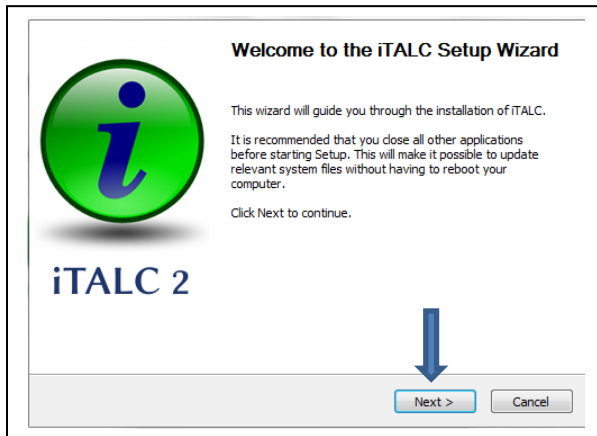 Welcome to the iTALC Setup Wizard
This wizard will guide you through the installation of iTALC.
It is recommended that you close all other applications
before starting Setup. This will make it possible to update
relevant system files without having to reboot your
computer.
Click Next to continue.
iTALC 2
Next >
Cancel